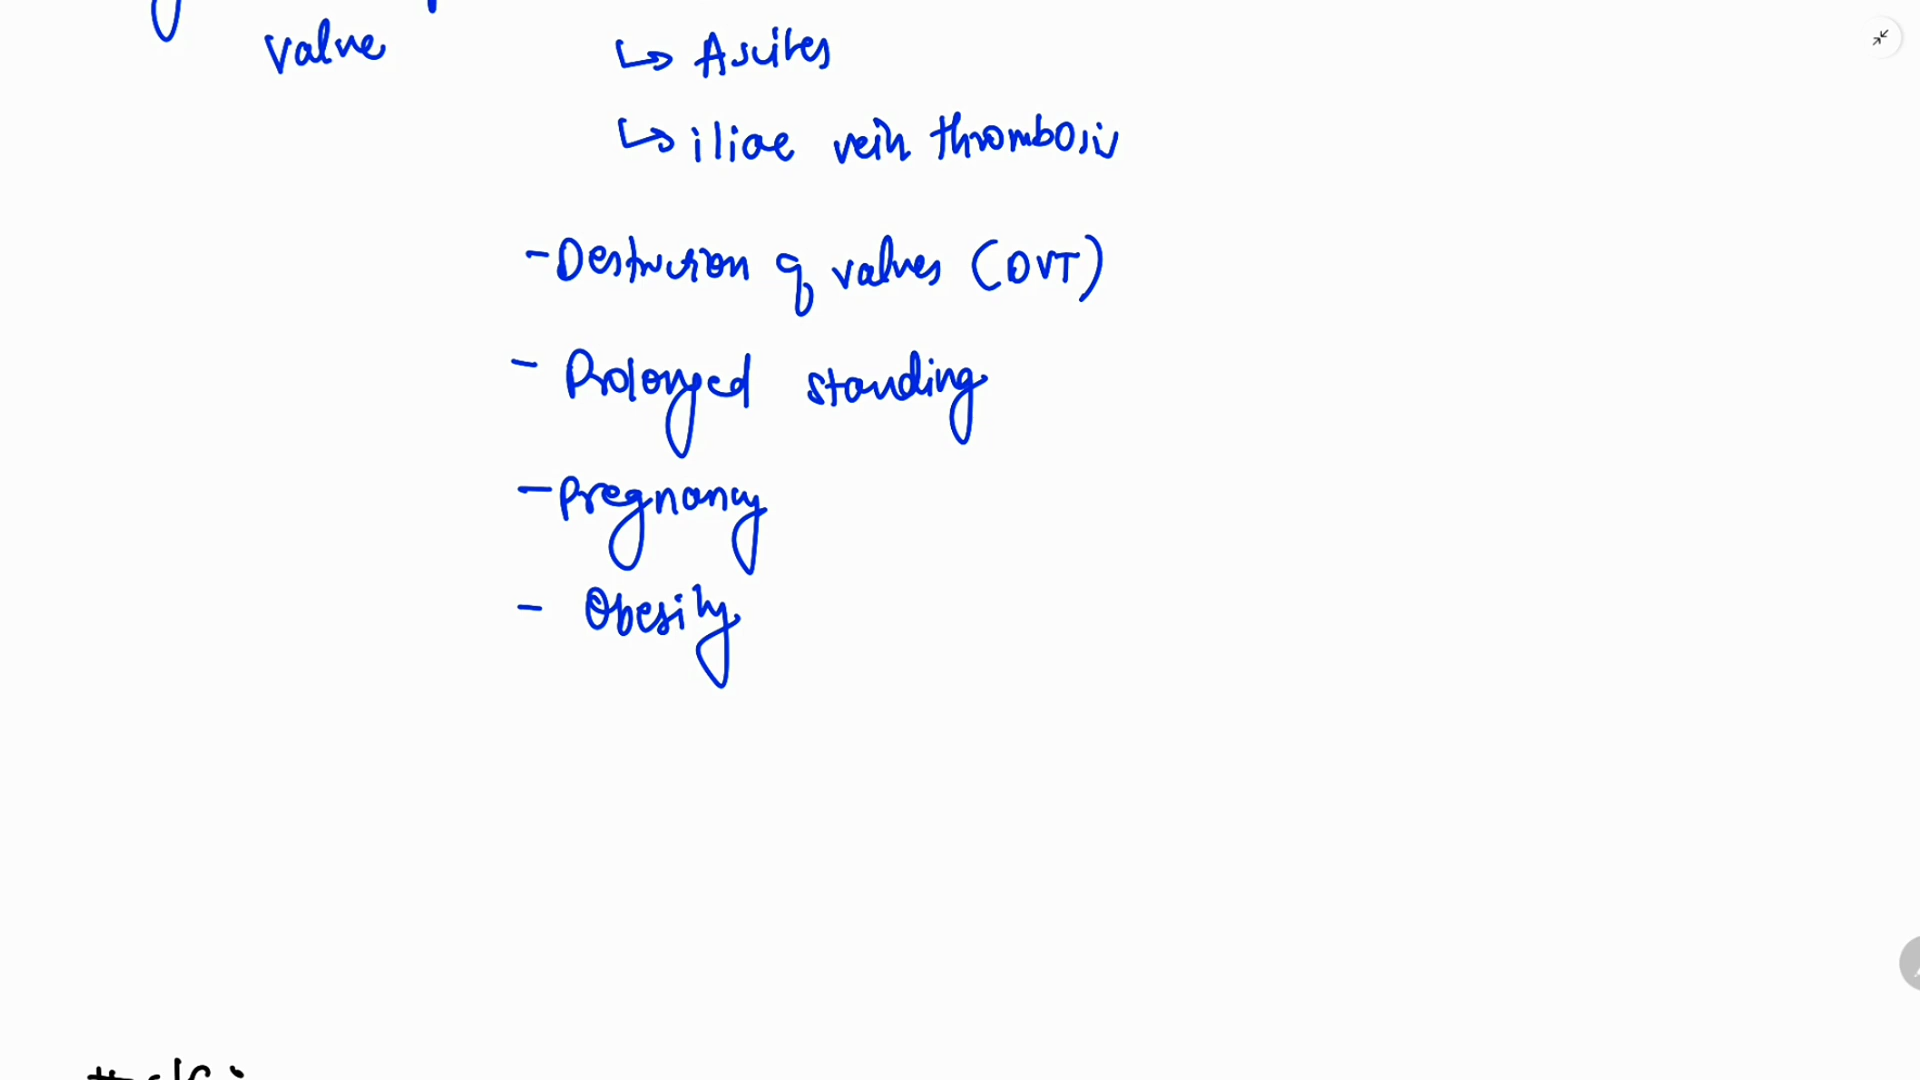 valve
↳ Ascites
↳ iliac vein thrombosis
- Destruction of valves (DVT)
- Prolonged standing
- Pregnancy
- Obesity